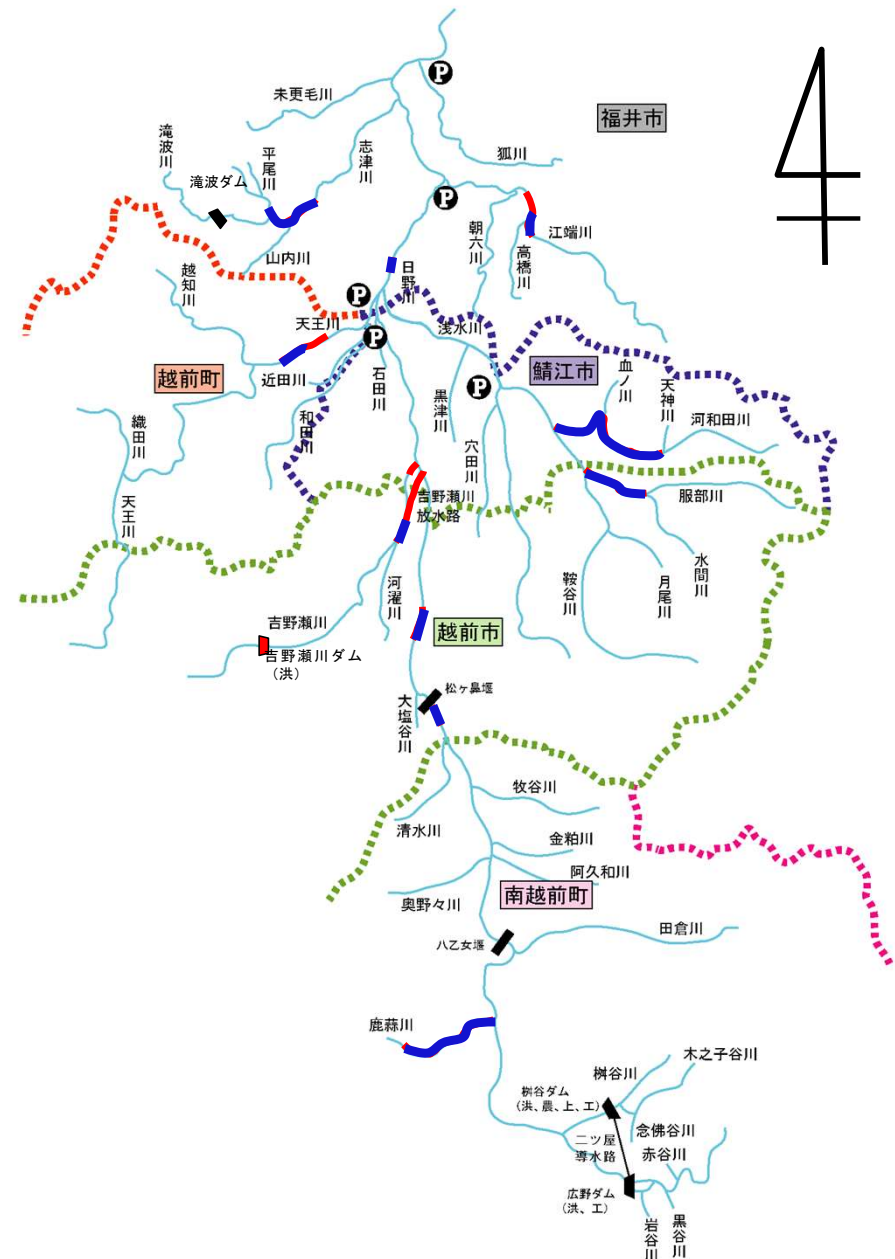 未更毛川
福井市
滝波川
平尾川
志津川
狐川
滝波ダム
朝六川
高橋川
江端川
山内川
日野川
越知川
天王川
浅水川
越前町
近田川
石田川
鯖江市
血ノ川
天神川
河和田川
黒津川
和田川
織田川
穴田川
天王川
吉野瀬川
放水路
服部川
水間川
月尾川
鞍谷川
河濯川
吉野瀬川
越前市
吉野瀬川ダム
(洪)
松ヶ鼻堰
大塩谷川
牧谷川
清水川
金粕川
阿久和川
南越前町
奥野々川
八乙女堰
田倉川
鹿蒜川
木之子谷川
桝谷川
桝谷ダム
(洪、農、上、工)
念佛谷川
二ツ屋
導水路
赤谷川
広野ダム
(洪、工)
岩谷川
黒谷川
P
P
P
P
P